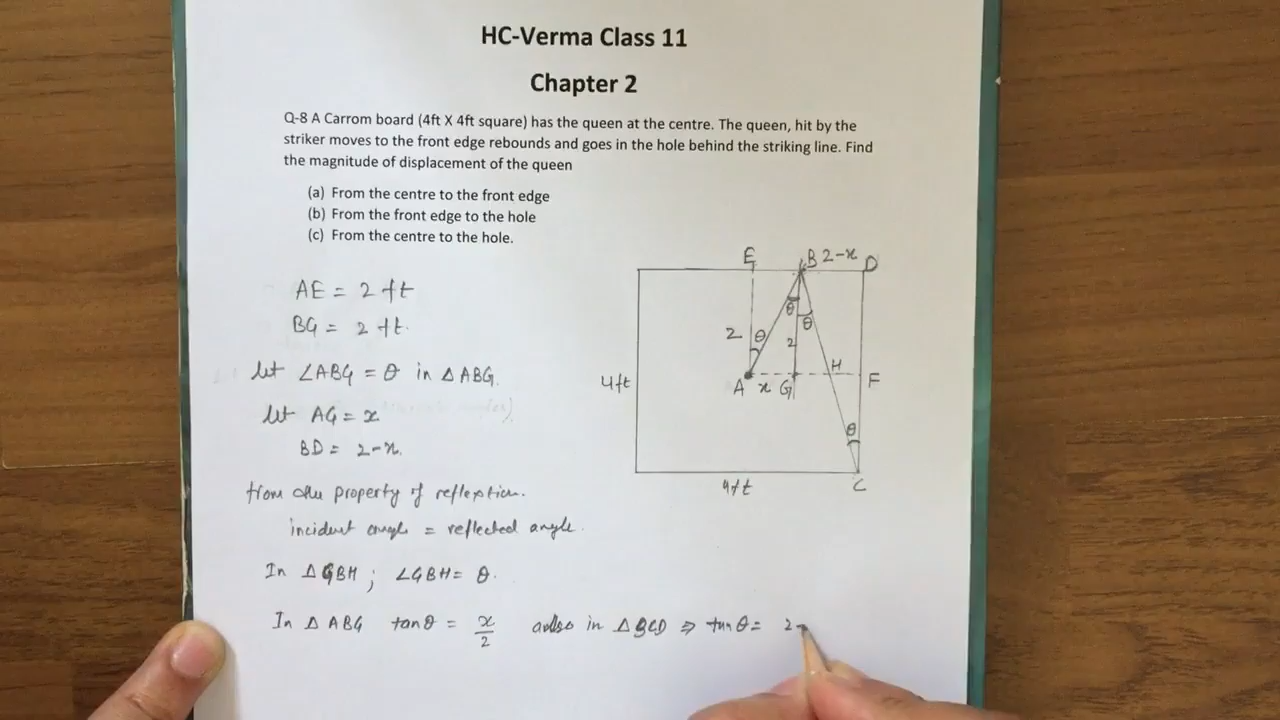 HC-Verma Class 11
Chapter 2
Q-8 A Carrom board (4ft X 4ft square) has the queen at the centre. The queen, hit by the
striker moves to the front edge rebounds and goes in the hole behind the striking line. Find
the magnitude of displacement of the queen
(a) From the centre to the front edge
(b) From the front edge to the hole
(c) From the centre to the hole.
E B 2-x D
AE = 2 ft
BG = 2 ft.
θ θ
2 θ 2
let ∠ABG = θ in △ABG.
4ft A x G H F
let AG = x
BD = 2-x.
θ
4ft C
from the property of reflection.
incident angle = reflected angle.
In △GBH ; ∠GBH = θ.
In △ABG tanθ = x/2 also in △BCD ⇒ tanθ = 2-